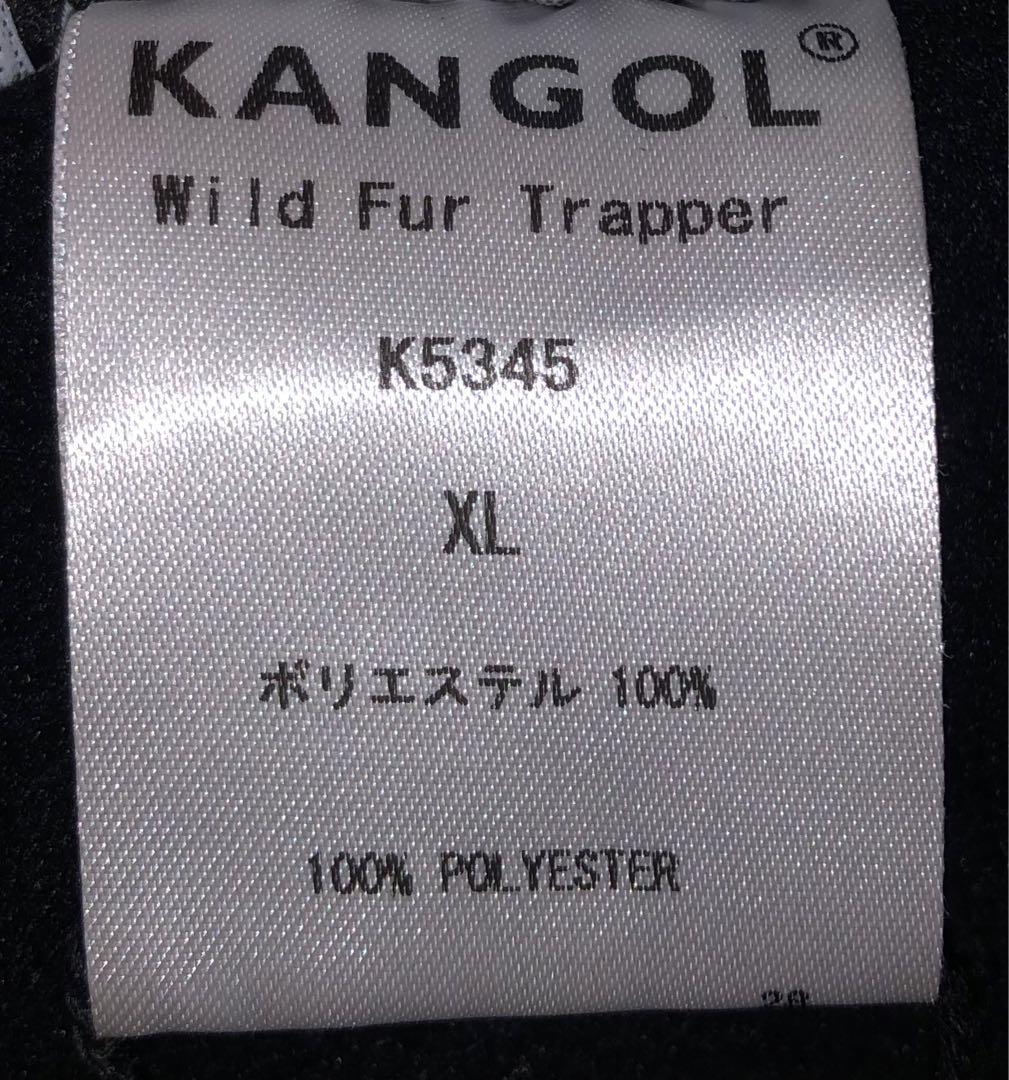 KANGOL®
Wild Fur Trapper
K5345
XL
ポリエステル 100%
100% POLYESTER